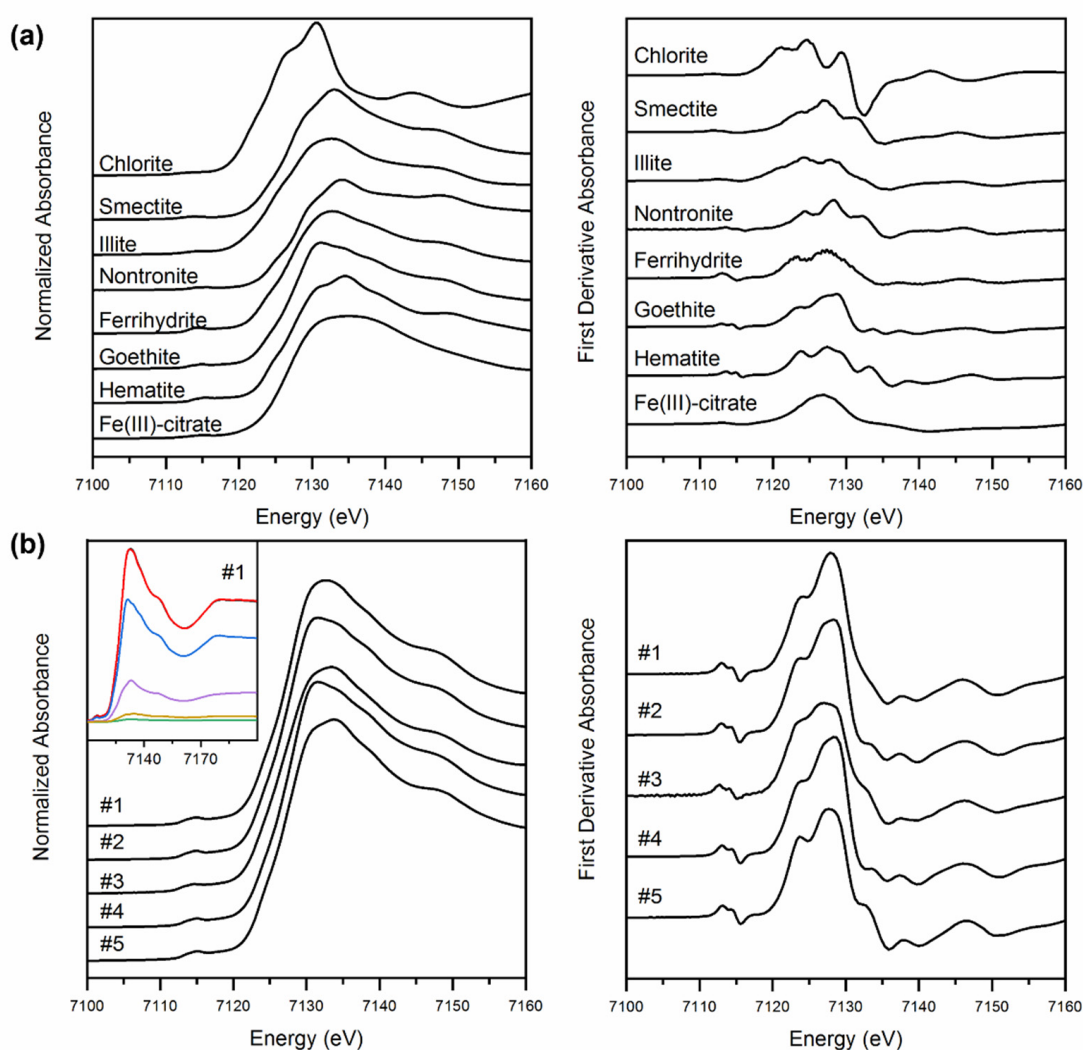 (a)
Normalized Absorbance
Chlorite
Smectite
Illite
Nontronite
Ferrihydrite
Goethite
Hematite
Fe(III)-citrate
7100 7110 7120 7130 7140 7150 7160
Energy (eV)
First Derivative Absorbance
Chlorite
Smectite
Illite
Nontronite
Ferrihydrite
Goethite
Hematite
Fe(III)-citrate
7100 7110 7120 7130 7140 7150 7160
Energy (eV)
(b)
Normalized Absorbance
#1
7140 7170
#1
#2
#3
#4
#5
7100 7110 7120 7130 7140 7150 7160
Energy (eV)
First Derivative Absorbance
#1
#2
#3
#4
#5
7100 7110 7120 7130 7140 7150 7160
Energy (eV)